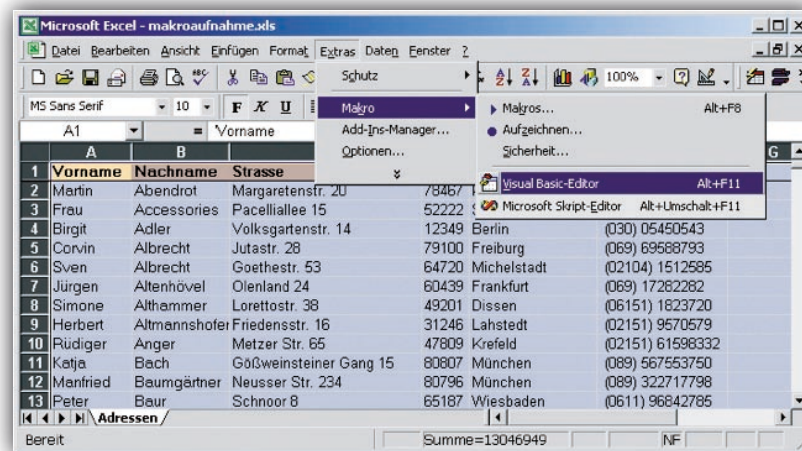 Microsoft Excel - makroaufnahme.xls
Datei Bearbeiten Ansicht Einfügen Format Extras Daten Fenster ?
100%
MS Sans Serif 10 F K U
A1 = Vorname
Schutz
Makro
Add-Ins-Manager...
Optionen...
Makros... Alt+F8
Aufzeichnen...
Sicherheit...
Visual Basic-Editor Alt+F11
Microsoft Skript-Editor Alt+Umschalt+F11
A B G
1 Vorname Nachname Strasse
2 Martin Abendrot Margaretenstr. 20 78467
3 Frau Accessories Pacelliallee 15 52222
4 Birgit Adler Volksgartenstr. 14 12349 Berlin (030) 05450543
5 Corvin Albrecht Jutastr. 28 79100 Freiburg (069) 69588793
6 Sven Albrecht Goethestr. 53 64720 Michelstadt (02104) 1512585
7 Jürgen Altenhövel Olenland 24 60439 Frankfurt (069) 17282282
8 Simone Althammer Lorettostr. 38 49201 Dissen (06151) 1823720
9 Herbert Altmannshofer Friedensstr. 16 31246 Lahstedt (02151) 9570579
10 Rüdiger Anger Metzer Str. 65 47809 Krefeld (02151) 61598332
11 Katja Bach Gößweinsteiner Gang 15 80807 München (089) 567553750
12 Manfried Baumgärtner Neusser Str. 234 80796 München (089) 322717798
13 Peter Baur Schnoor 8 65187 Wiesbaden (0611) 96842785
Adressen
Bereit Summe=13046949 NF